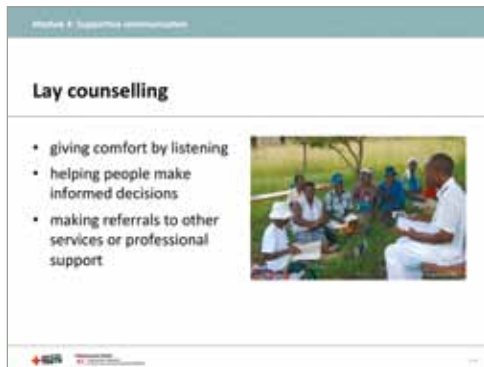 Module 4: Supportive communication
Lay counselling
• giving comfort by listening
• helping people make
informed decisions
• making referrals to other
services or professional
support